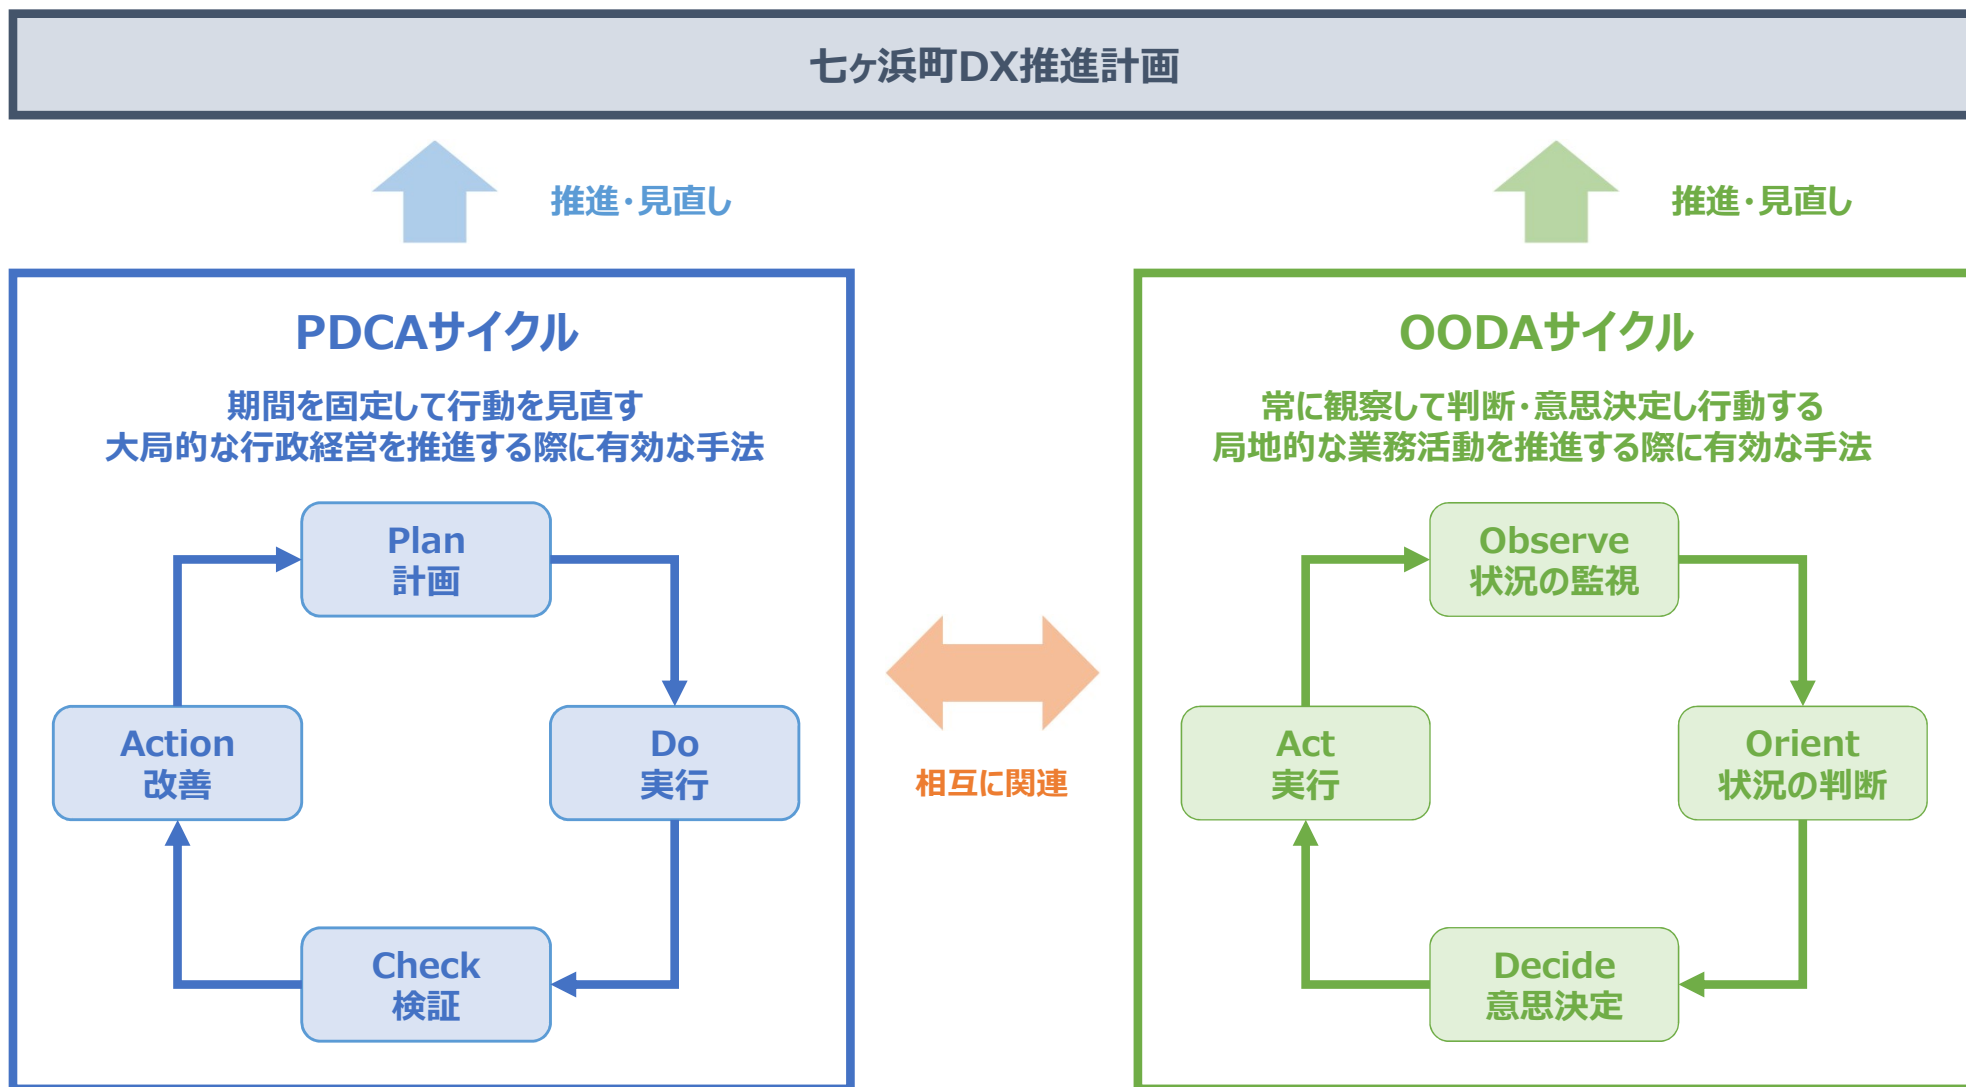 七ヶ浜町DX推進計画
推進・見直し
推進・見直し
PDCAサイクル
期間を固定して行動を見直す
大局的な行政経営を推進する際に有効な手法
Plan
計画
Do
実行
Check
検証
Action
改善
相互に関連
OODAサイクル
常に観察して判断・意思決定し行動する
局地的な業務活動を推進する際に有効な手法
Observe
状況の監視
Orient
状況の判断
Decide
意思決定
Act
実行